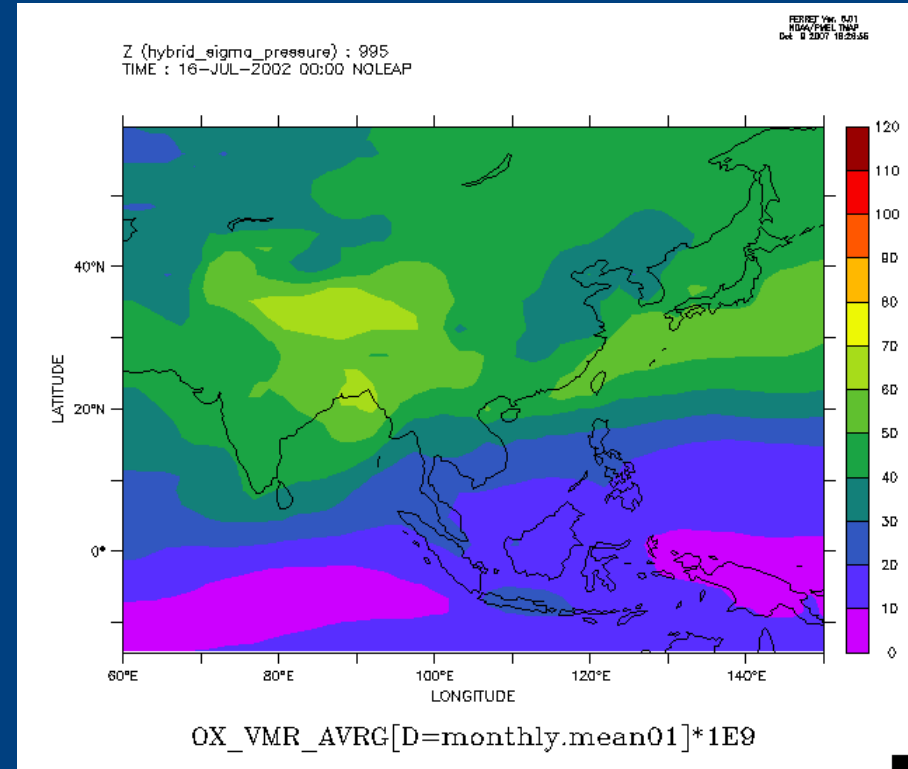 FERRET Ver. 6.01
NOAA/PMEL TMAP
Oct 9 2007 18:26:56
Z (hybrid_sigma_pressure) : 995
TIME : 16-JUL-2002 00:00 NOLEAP
120
110
100
90
80
70
60
50
40
30
20
10
0
40°N
20°N
0°
LATITUDE
60°E 80°E 100°E 120°E 140°E
LONGITUDE
OX_VMR_AVRG[D=monthly.mean01]*1E9